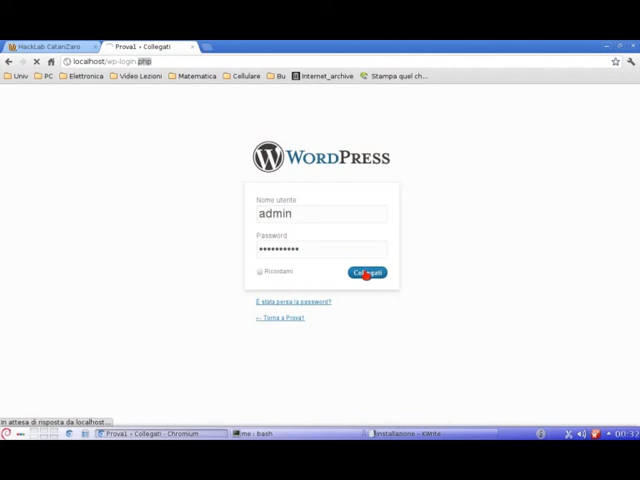 HackLab CatanZaro
Prova1 › Collegati
localhost/wp-login.php
Univ PC Elettronica Video Lezioni Matematica Cellulare Bu Internet_archive Stampa quel ch...
WORDPRESS
Nome utente
admin
Password
••••••••••
Ricordami
Collegati
È stata persa la password?
← Torna a Prova1
In attesa di risposta da localhost...
Prova1 › Collegati - Chromium
me : bash
installazione – KWrite
00:32